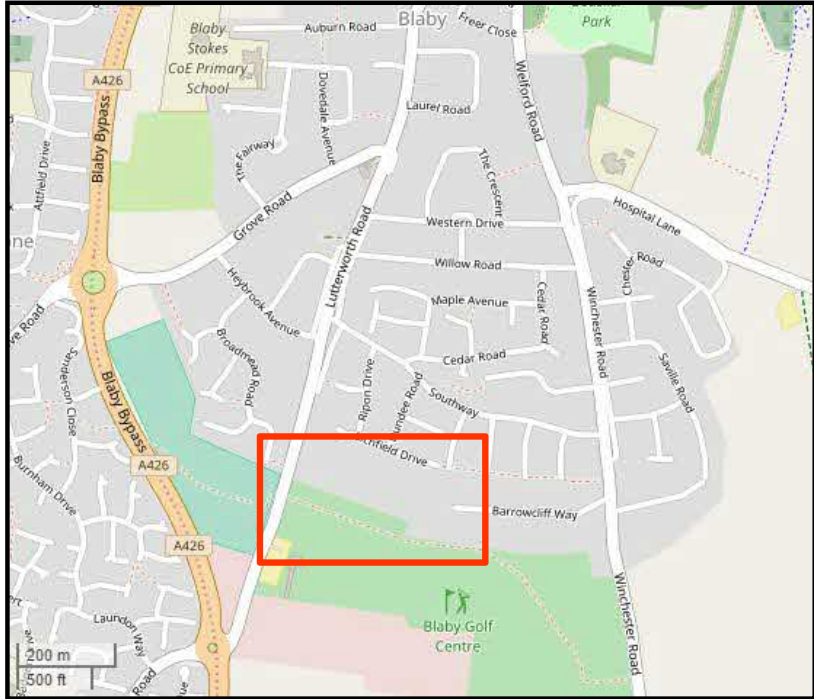 Blaby
Auburn Road
Freer Close
Park
Blaby
Stokes
CoE Primary
School
A426
Blaby Bypass
Attfield Drive
Dovedale Avenue
Laurel Road
Welford Road
The Fairway
The Crescent
Grove Road
Lutterworth Road
Western Drive
Hospital Lane
Willow Road
Chester Road
Heybrook Avenue
Maple Avenue
Cedar Road
Winchester Road
Broadmead Road
Cedar Road
Saville Road
Sanderson Close
Blaby Bypass
Ripon Drive
Southway
A426
Burnham Drive
Barrowcliff Way
A426
Winchester Road
Laundon Way
Blaby Golf
Centre
200 m
500 ft
Road